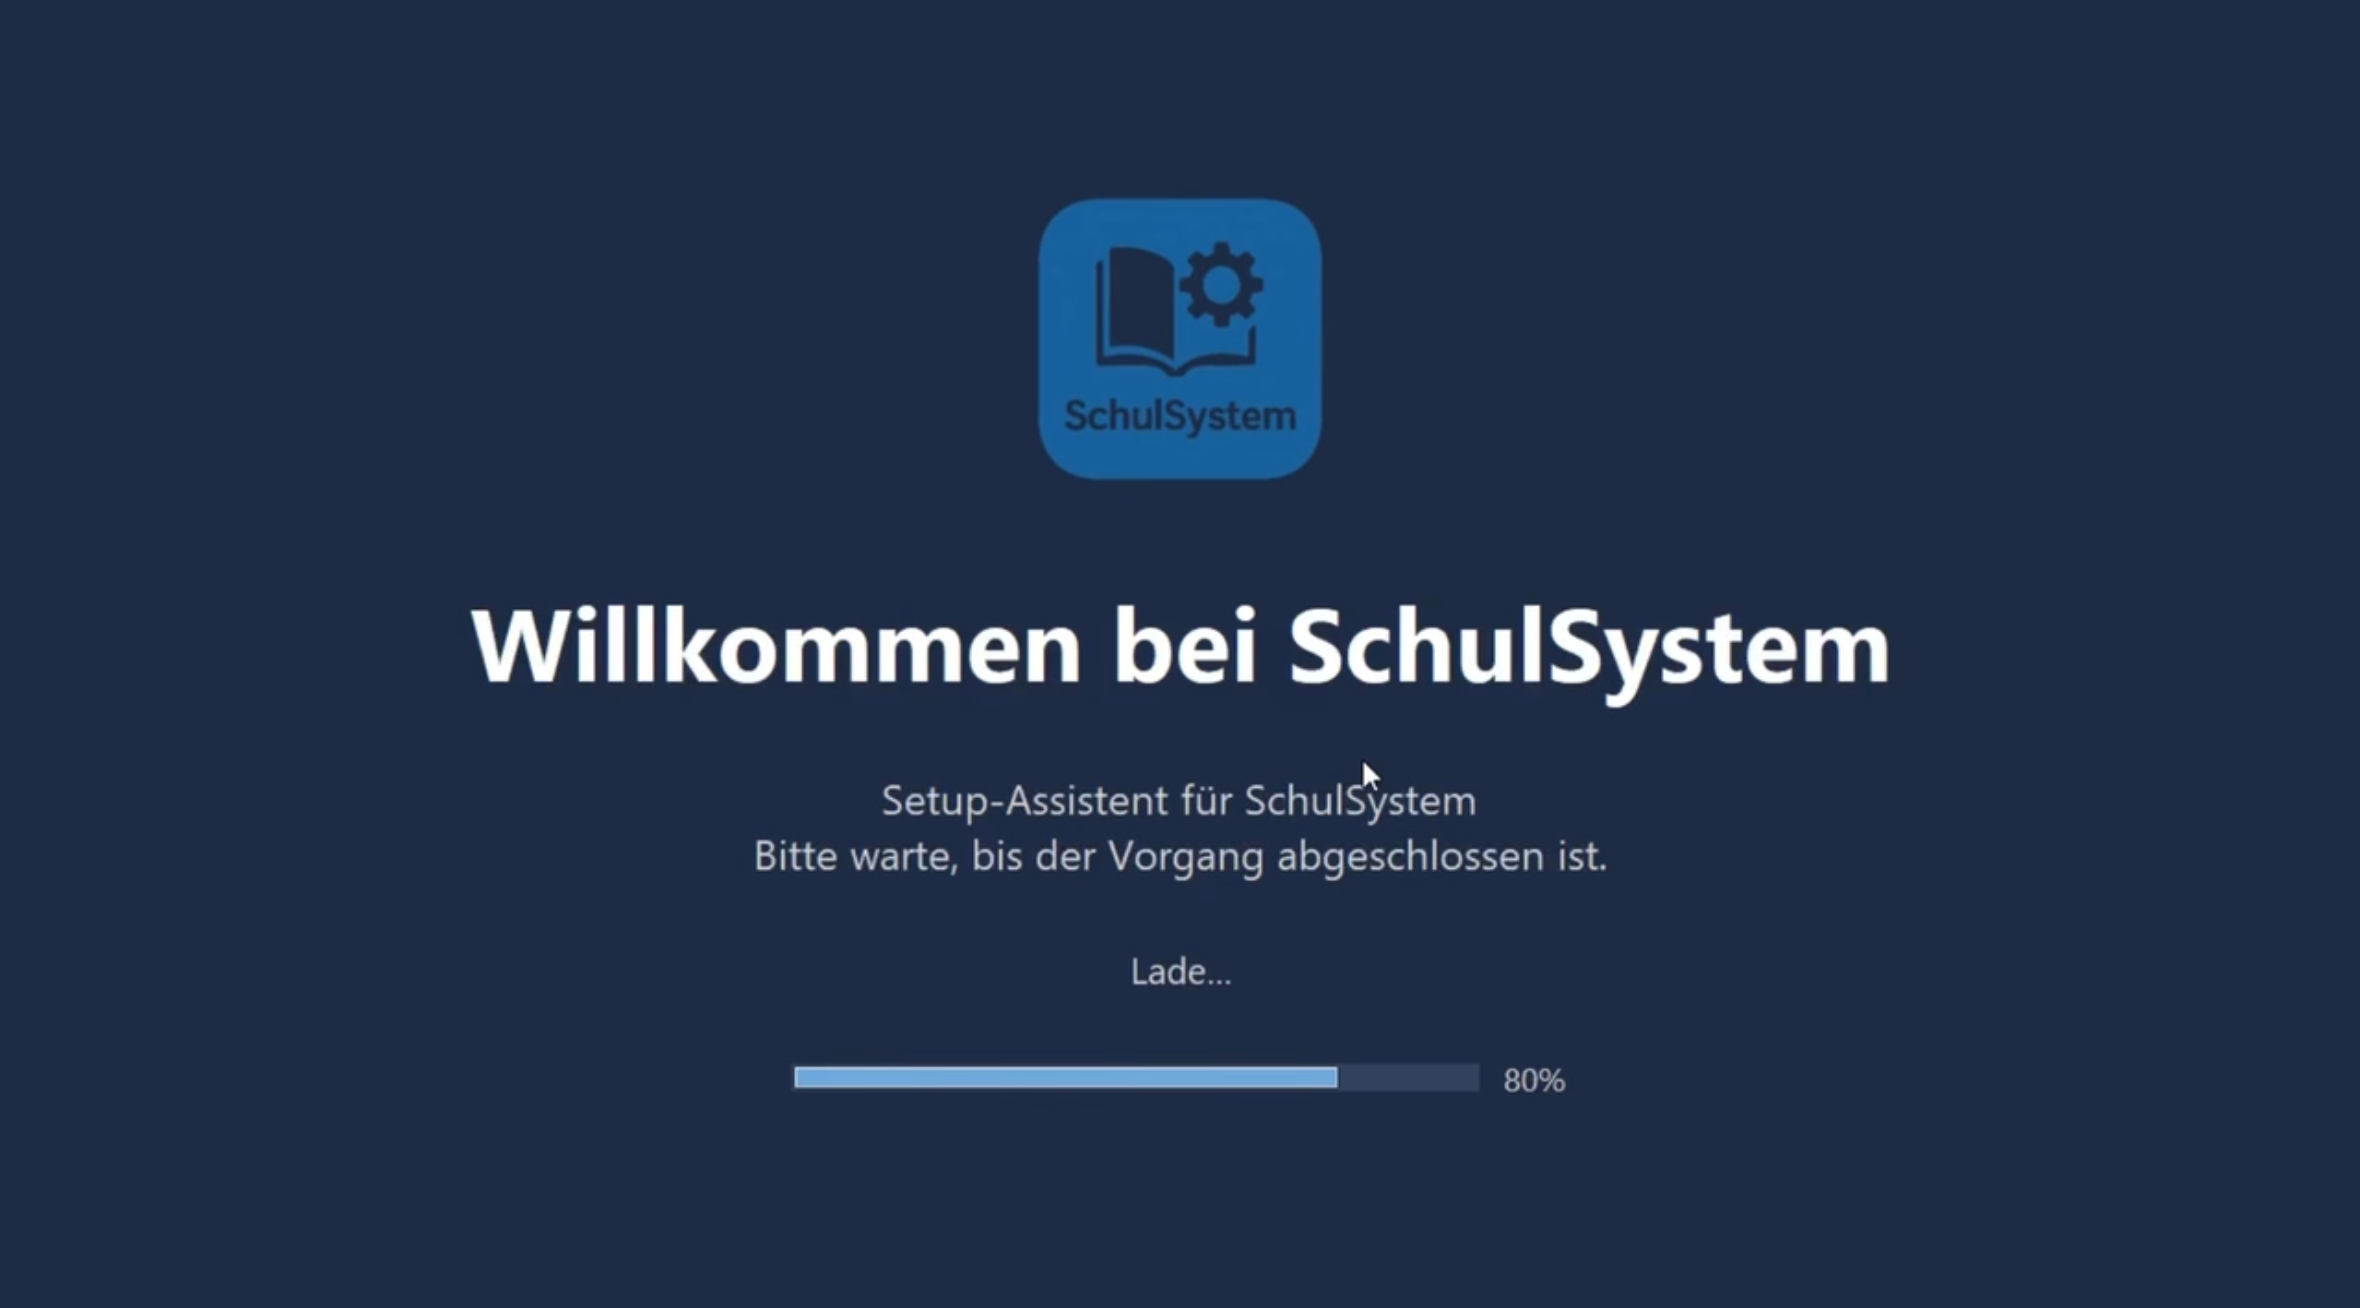 SchulSystem
Willkommen bei SchulSystem
Setup-Assistent für SchulSystem
Bitte warte, bis der Vorgang abgeschlossen ist.
Lade...
80%